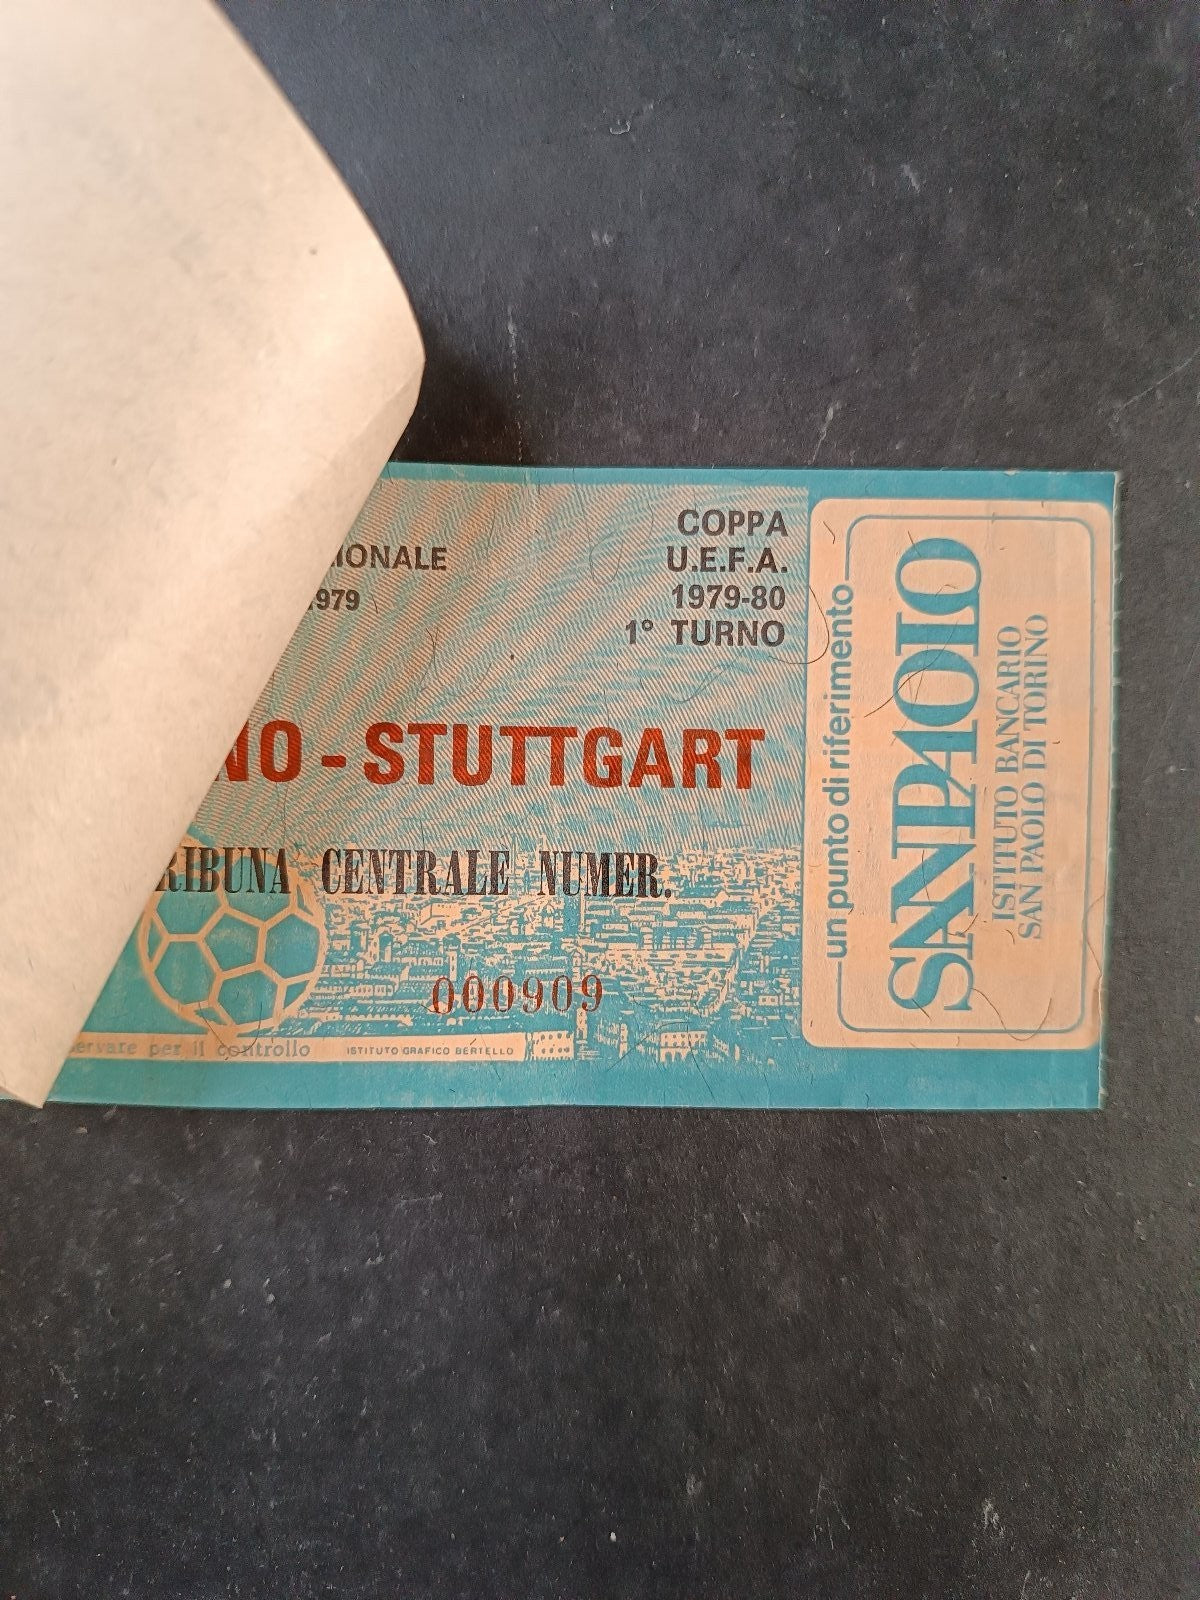 IONALE
1979
COPPA
U.E.F.A.
1979-80
1° TURNO
NO - STUTTGART
RIBUNA CENTRALE NUMER.
000909
ervare per il controllo
ISTITUTO GRAFICO BERTELLO
un punto di riferimento
SANPAOLO
ISTITUTO BANCARIO
SAN PAOLO DI TORINO